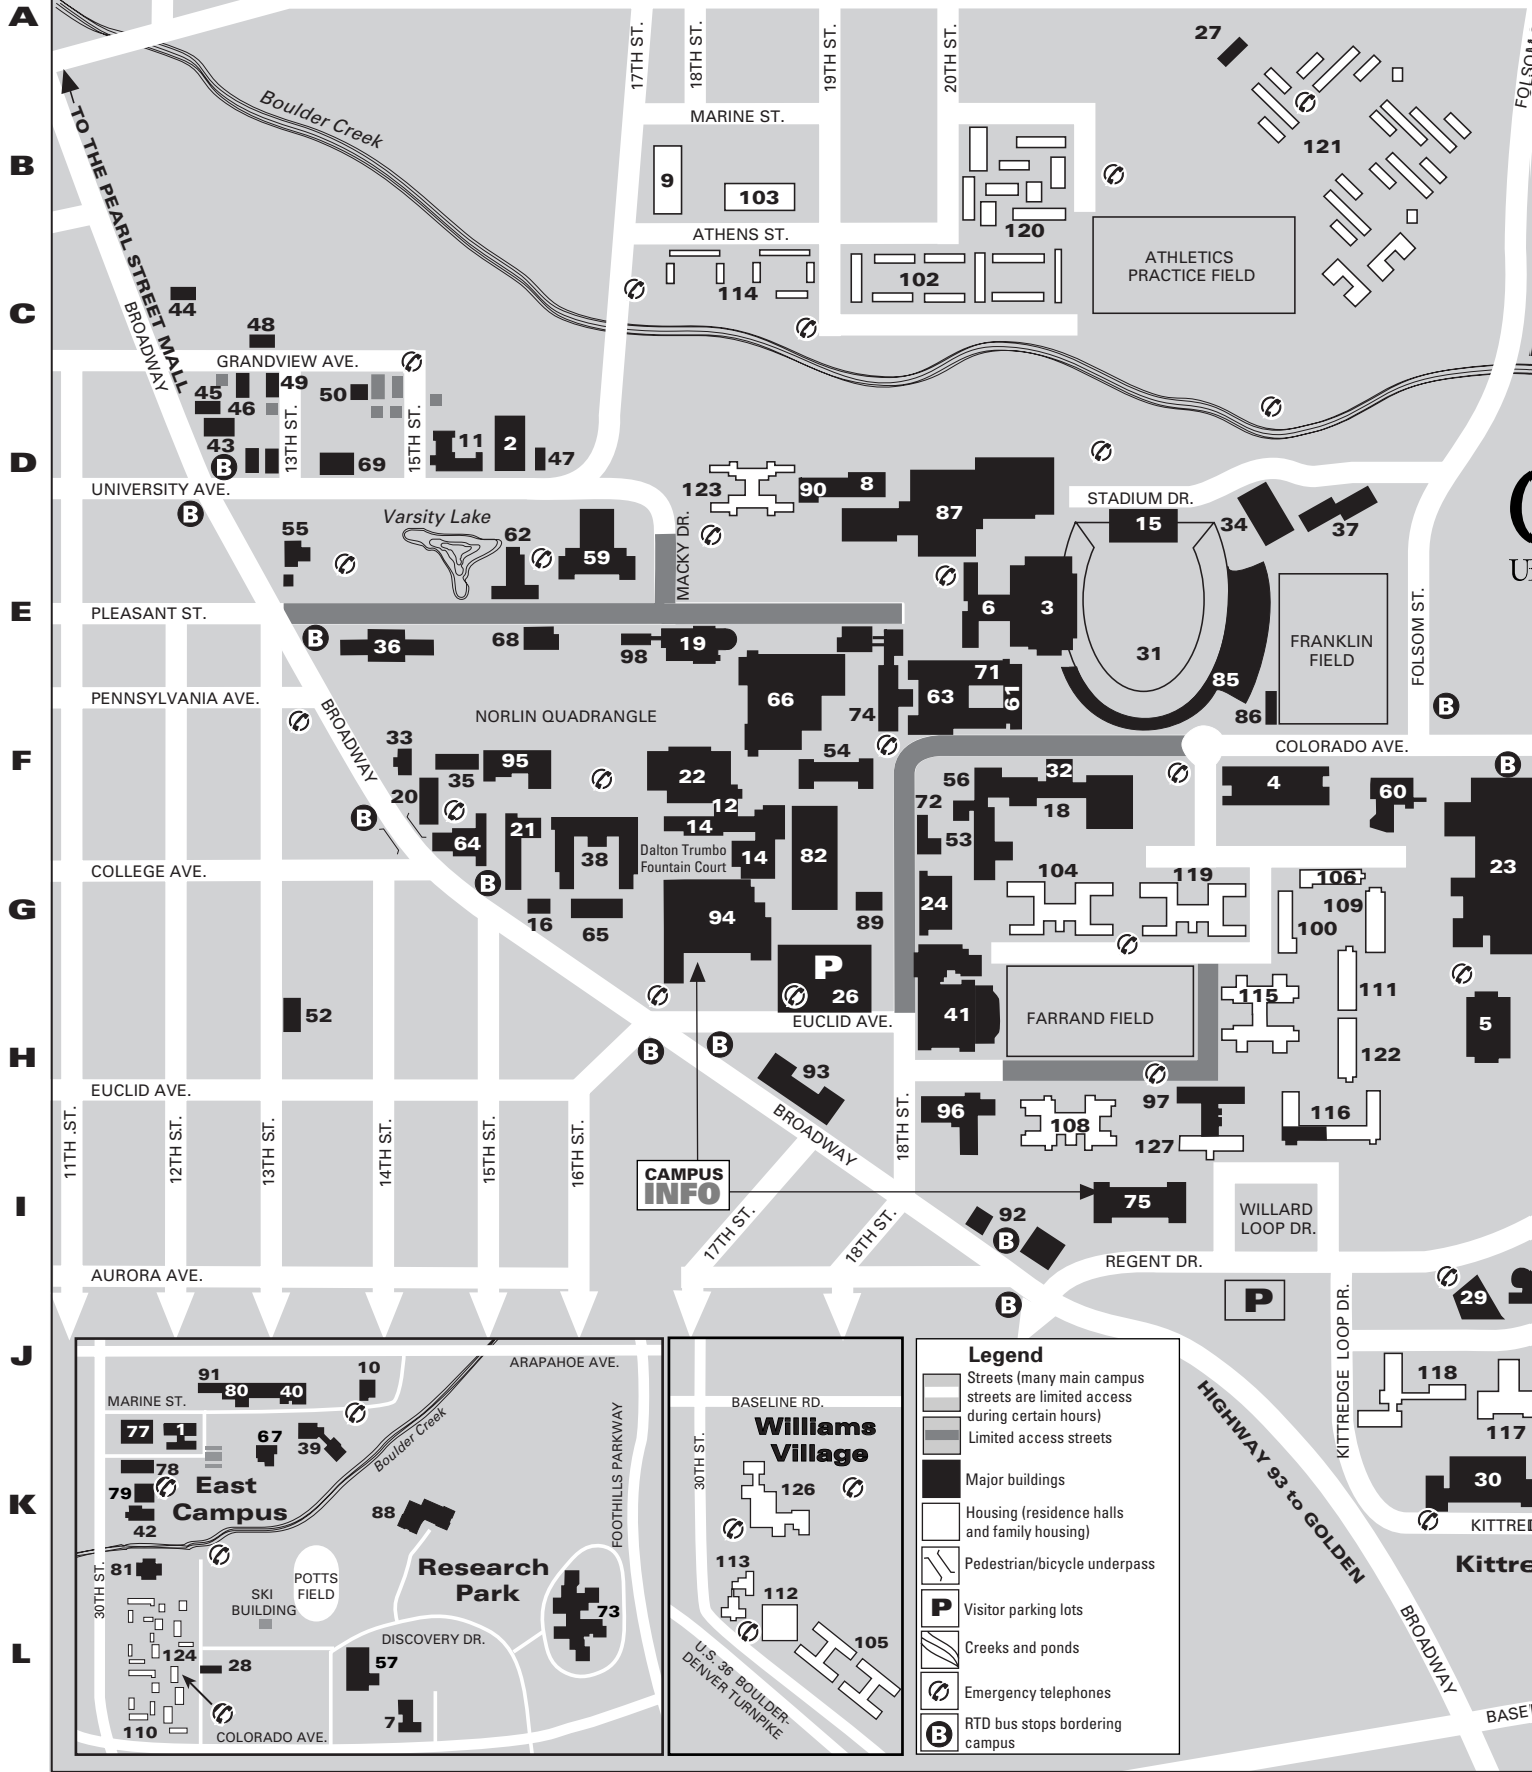 A
B
C
D
E
F
G
H
I
J
K
L
17TH ST.
18TH ST.
19TH ST.
20TH ST.
27
FOLSOM
Boulder Creek
TO THE PEARL STREET MALL
BROADWAY
MARINE ST.
121
9
103
120
ATHENS ST.
ATHLETICS
PRACTICE FIELD
114
102
44
48
GRANDVIEW AVE.
45
46
49
50
43
13TH ST.
15TH ST.
69
11
2
47
B
UNIVERSITY AVE.
B
123
90
8
87
STADIUM DR.
15
34
37
55
Varsity Lake
62
59
MACKY DR.
6
3
31
FRANKLIN
FIELD
FOLSOM ST.
PLEASANT ST.
B
36
68
98
19
66
74
63
71
61
85
86
B
PENNSYLVANIA AVE.
BROADWAY
NORLIN QUADRANGLE
COLORADO AVE.
B
33
35
95
20
22
54
12
14
56
32
18
72
53
4
60
B
64
21
38
Dalton Trumbo
Fountain Court
14
82
23
COLLEGE AVE.
B
16
65
94
89
24
104
119
106
109
100
P
26
52
EUCLID AVE.
41
FARRAND FIELD
115
111
5
B
B
122
EUCLID AVE.
93
BROADWAY
18TH ST.
96
108
97
127
116
11TH .ST.
12TH S.T.
13TH S.T.
14TH ST.
15TH S.T.
16TH ST.
CAMPUS
INFO
75
WILLARD
LOOP DR.
17TH ST.
18TH ST.
92
B
REGENT DR.
AURORA AVE.
B
P
29
KITTREDGE LOOP DR.
118
117
30
HIGHWAY 93 to GOLDEN
BROADWAY
ARAPAHOE AVE.
91
80
40
10
MARINE ST.
77
1
67
39
Boulder Creek
78
79
42
East
Campus
88
FOOTHILLS PARKWAY
81
30TH ST.
SKI
BUILDING
POTTS
FIELD
Research
Park
73
DISCOVERY DR.
124
28
57
110
7
COLORADO AVE.
BASELINE RD.
Williams
Village
30TH ST.
126
113
112
105
U.S. 36 BOULDER-
DENVER TURNPIKE
Legend
Streets (many main campus
streets are limited access
during certain hours)
Limited access streets
Major buildings
Housing (residence halls
and family housing)
Pedestrian/bicycle underpass
P
Visitor parking lots
Creeks and ponds
Emergency telephones
B
RTD bus stops bordering
campus